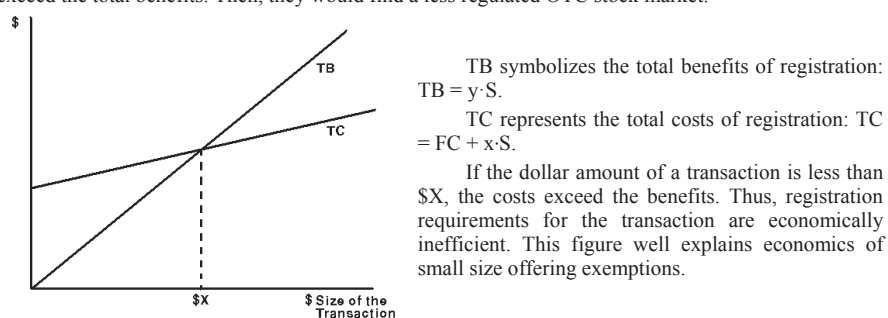 exceed the total benefits. Then, they would find a less regulated OTC stock market.
$
TB
TC
$X
$ Size of the
Transaction
TB symbolizes the total benefits of registration:
TB = y·S.
TC represents the total costs of registration: TC
= FC + x·S.
If the dollar amount of a transaction is less than
$X, the costs exceed the benefits. Thus, registration
requirements for the transaction are economically
inefficient. This figure well explains economics of
small size offering exemptions.